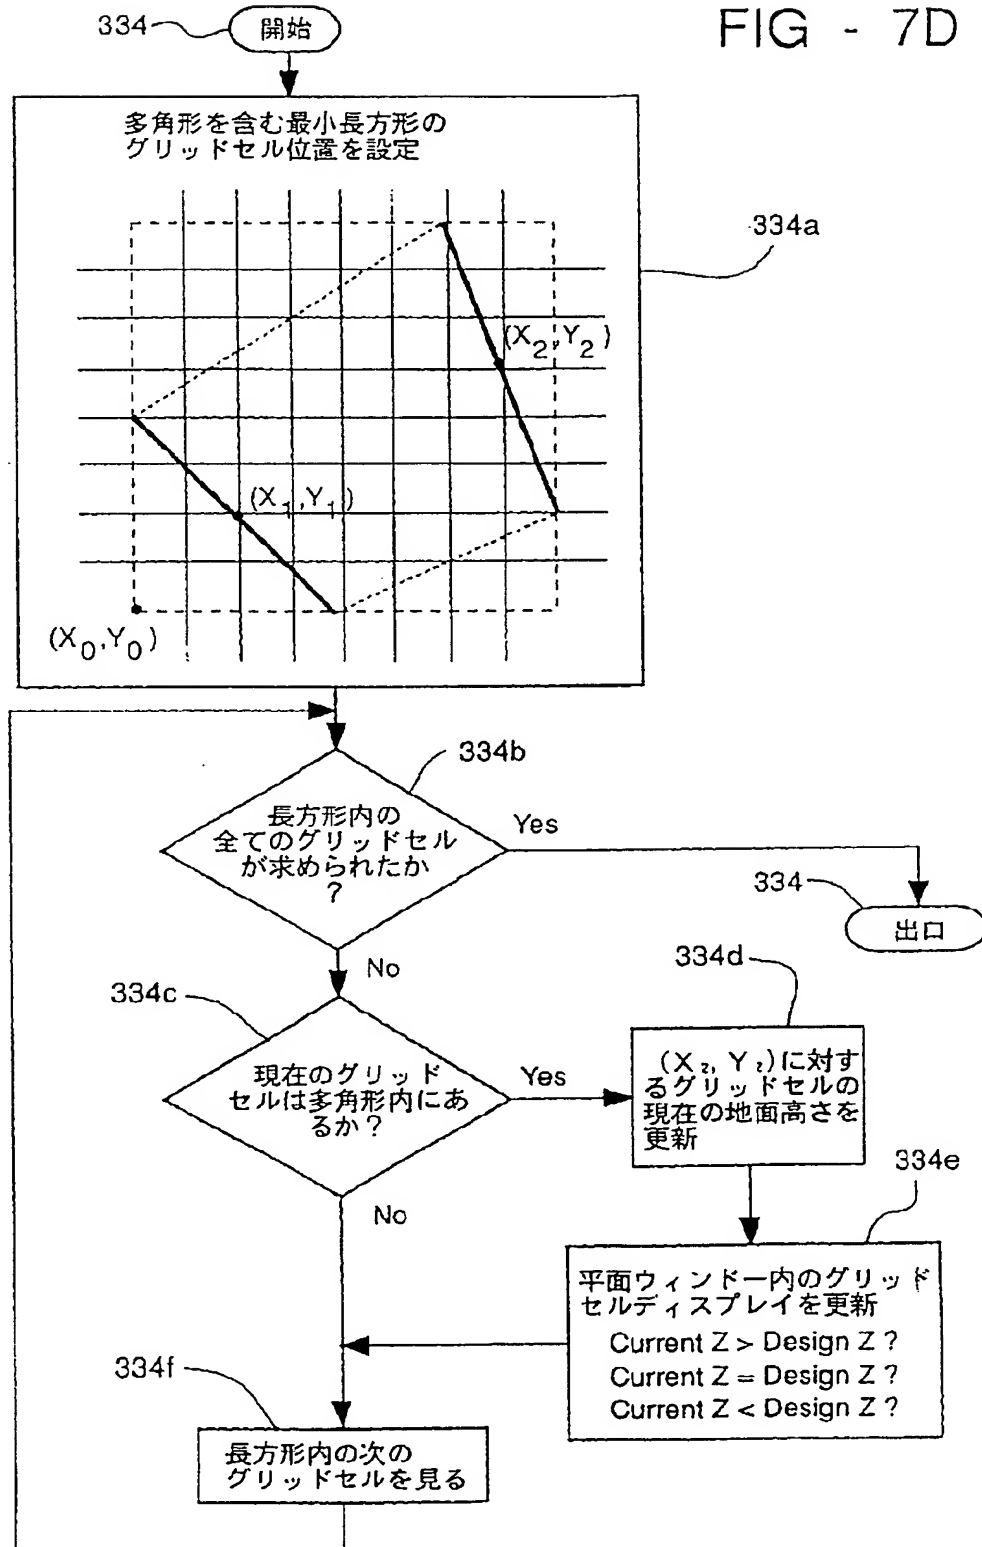 FIG - 7D
334
開始
多角形を含む最小長方形の
グリッドセル位置を設定
334a
(X2,Y2)
(X1,Y1)
(X0,Y0)
334b
長方形内の
全てのグリッドセル
が求められたか
?
Yes
334
出口
No
334c
現在のグリッド
セルは多角形内にあ
るか?
Yes
334d
(X2, Y2)に対す
るグリッドセルの
現在の地面高さを
更新
No
334e
平面ウィンドー内のグリッド
セルディスプレイを更新
Current Z > Design Z ?
Current Z = Design Z ?
Current Z < Design Z ?
334f
長方形内の次の
グリッドセルを見る